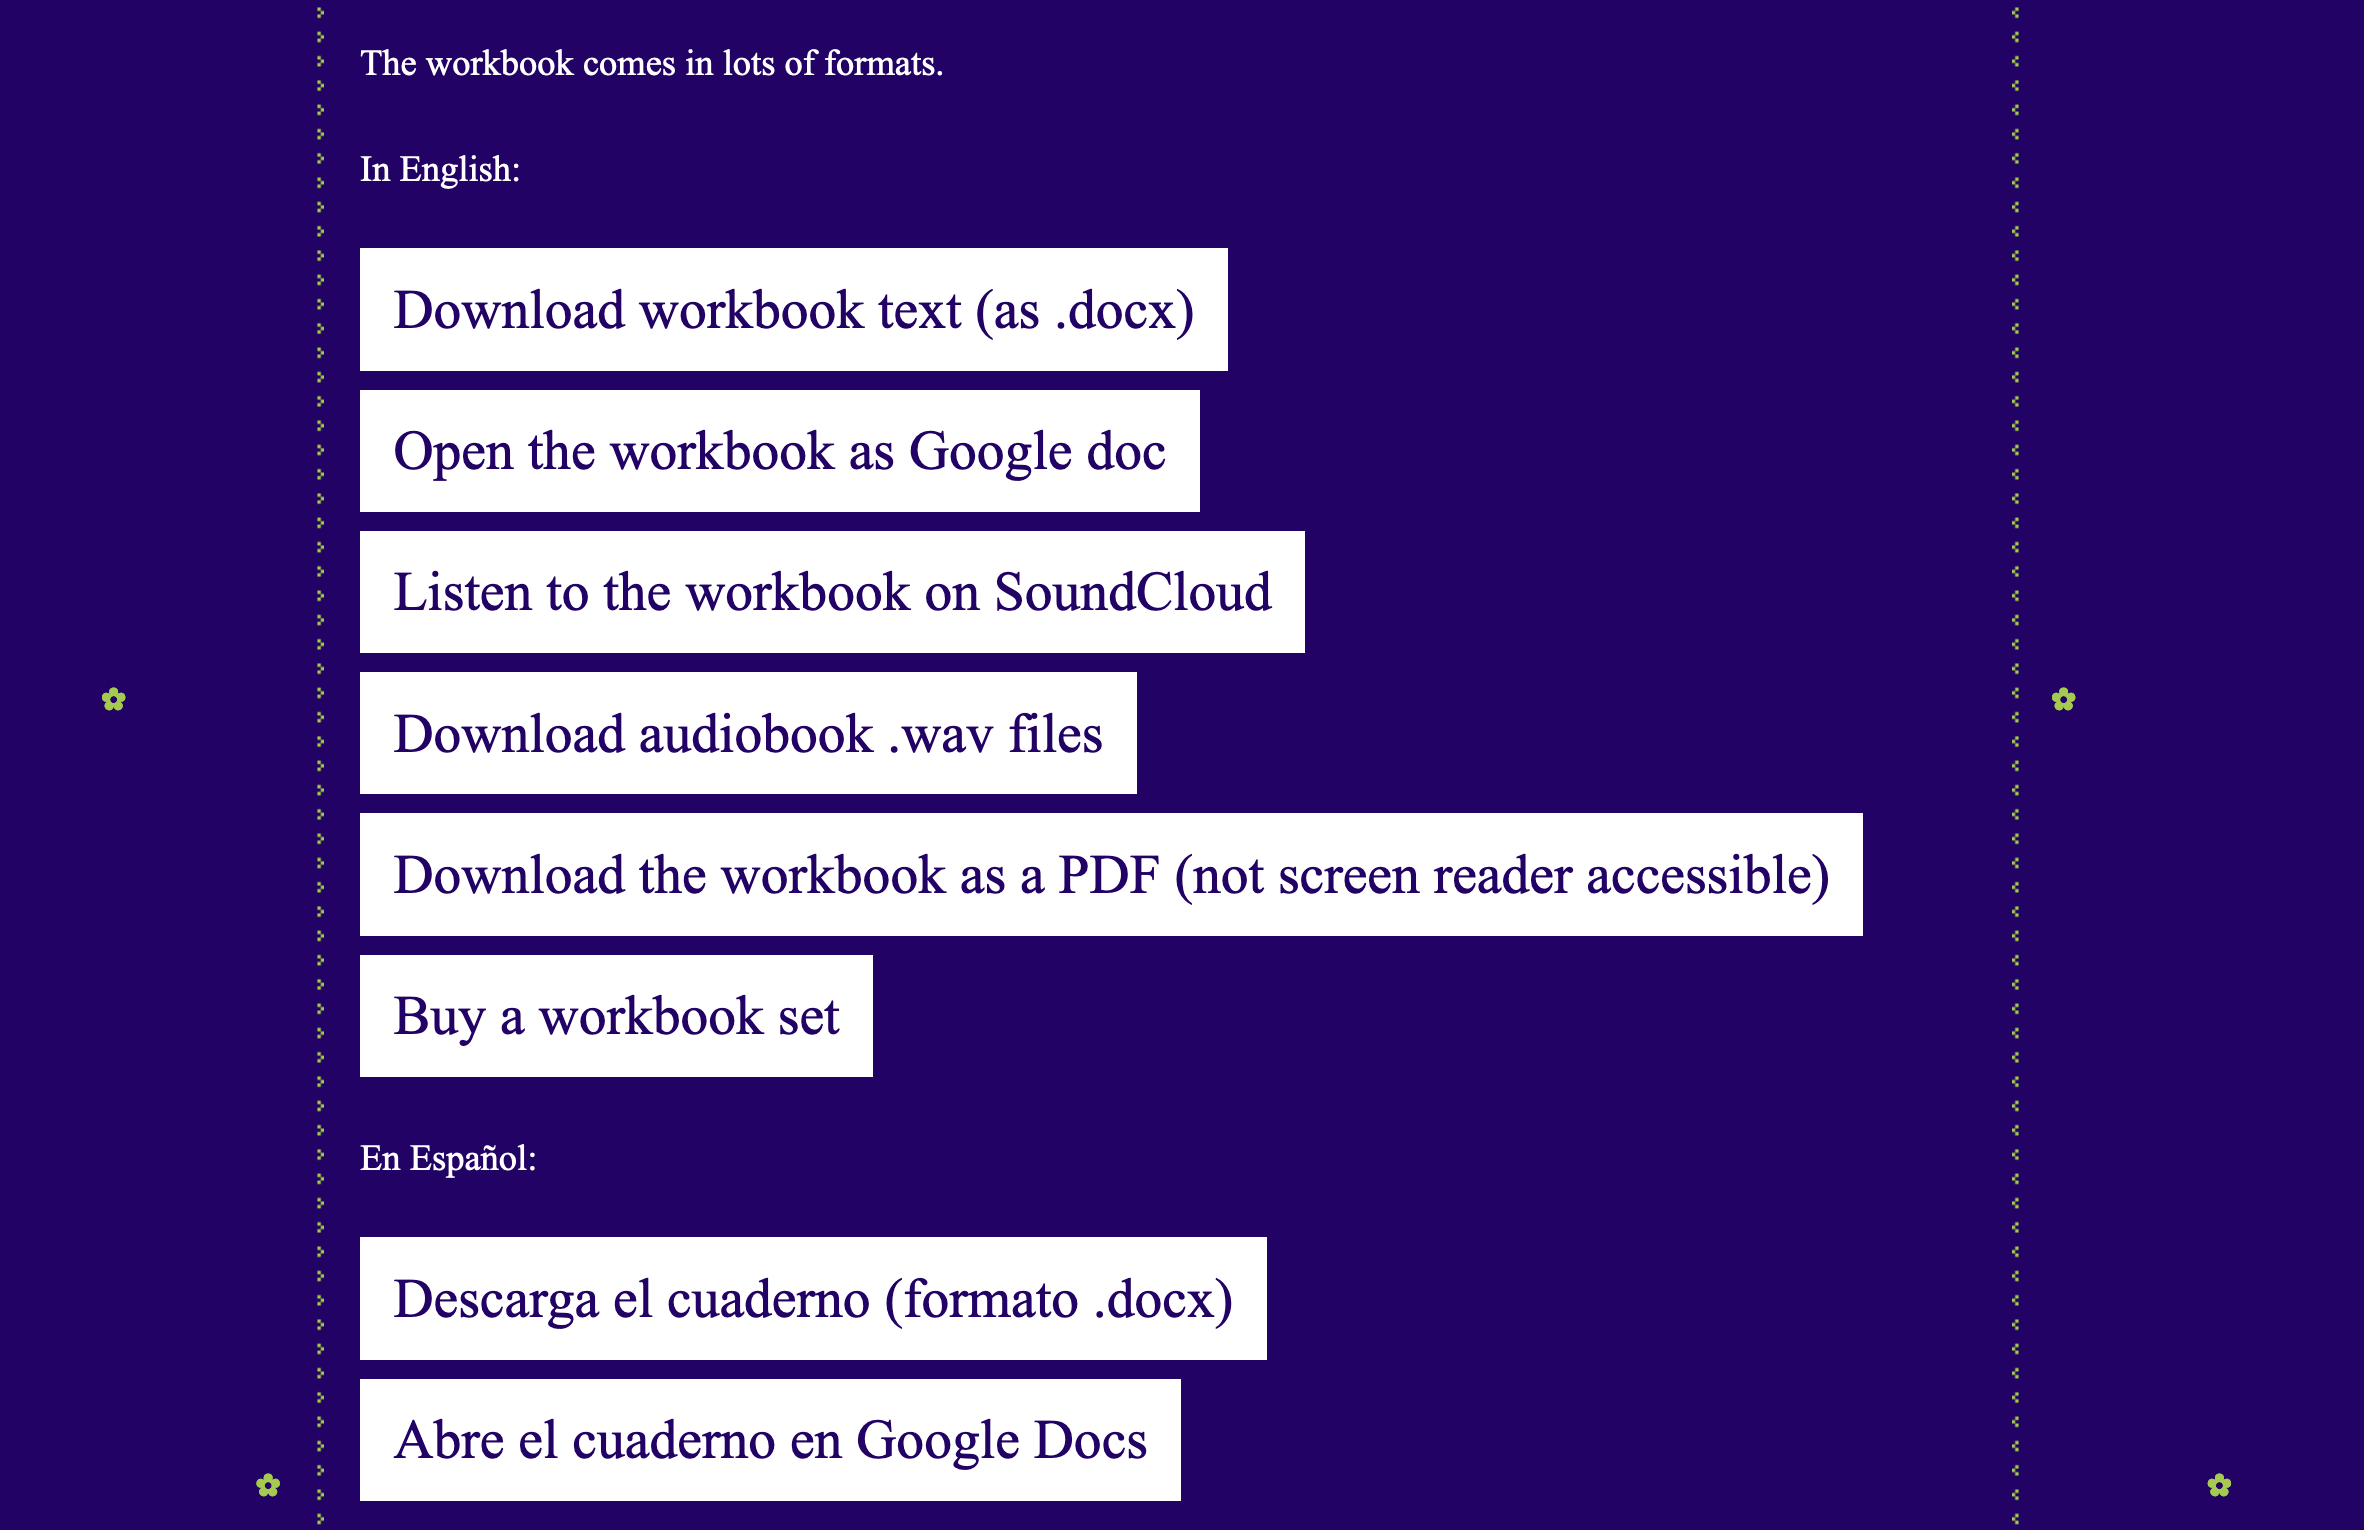 The workbook comes in lots of formats.
In English:
Download workbook text (as .docx)
Open the workbook as Google doc
Listen to the workbook on SoundCloud
Download audiobook .wav files
Download the workbook as a PDF (not screen reader accessible)
Buy a workbook set
En Español:
Descarga el cuaderno (formato .docx)
Abre el cuaderno en Google Docs